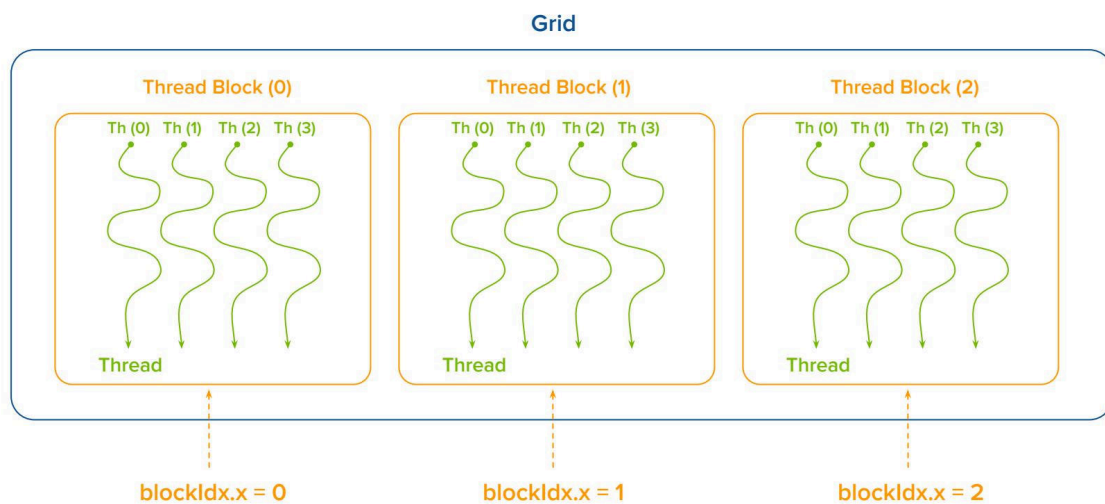 Grid
Thread Block (0)
Thread Block (1)
Thread Block (2)
Th (0) Th (1) Th (2) Th (3)
Th (0) Th (1) Th (2) Th (3)
Th (0) Th (1) Th (2) Th (3)
Thread
Thread
Thread
blockIdx.x = 0
blockIdx.x = 1
blockIdx.x = 2